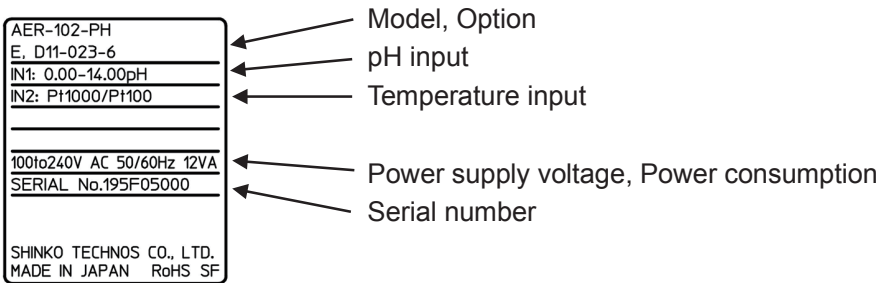 AER-102-PH
E, D11-023-6
IN1: 0.00-14.00pH
IN2: Pt1000/Pt100
100to240V AC 50/60Hz 12VA
SERIAL No.195F05000
SHINKO TECHNOS CO., LTD.
MADE IN JAPAN RoHS SF
Model, Option
pH input
Temperature input
Power supply voltage, Power consumption
Serial number